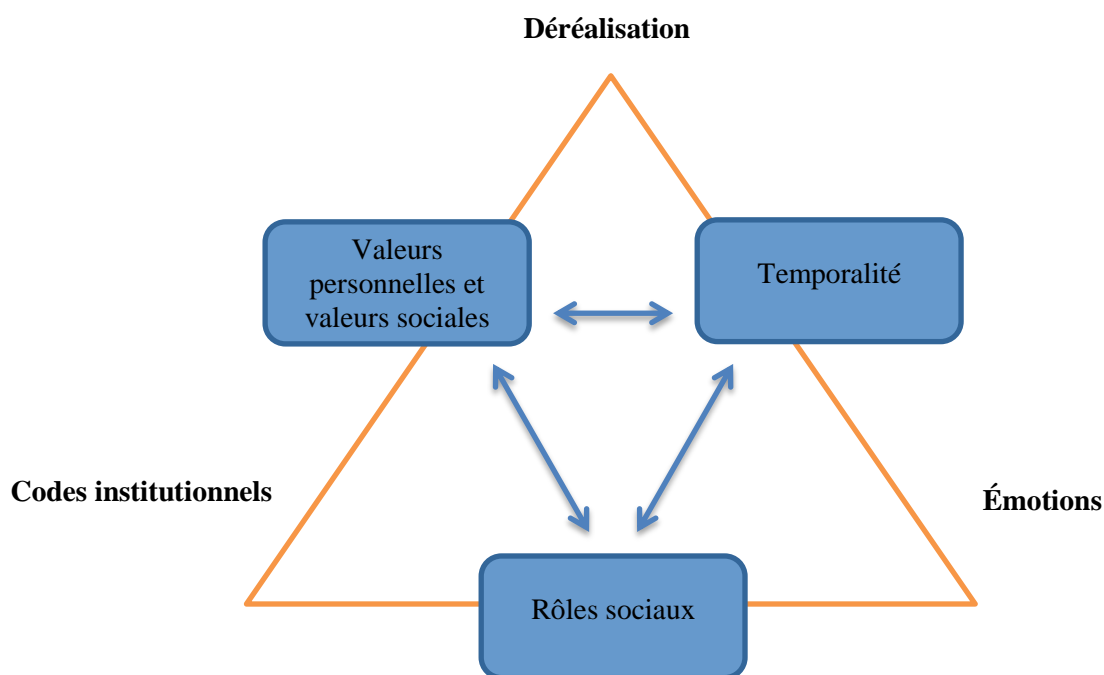 Déréalisation
Valeurs
personnelles et
valeurs sociales
Temporalité
Codes institutionnels
Émotions
Rôles sociaux